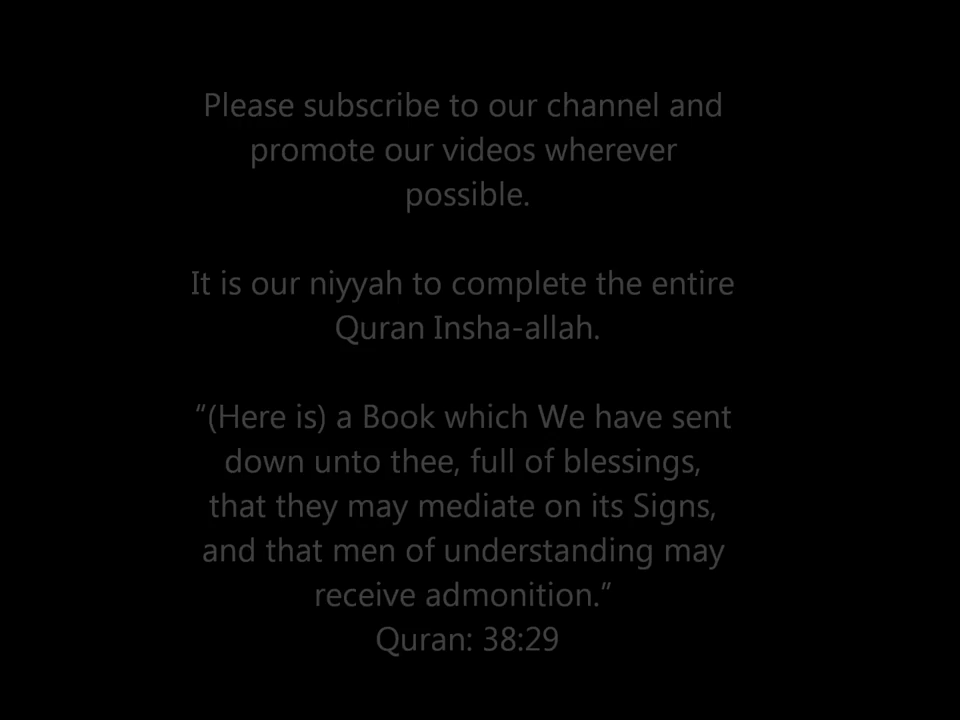 Please subscribe to our channel and
promote our videos wherever
possible.
It is our niyyah to complete the entire
Quran Insha-allah.
“(Here is) a Book which We have sent
down unto thee, full of blessings,
that they may mediate on its Signs,
and that men of understanding may
receive admonition.”
Quran: 38:29